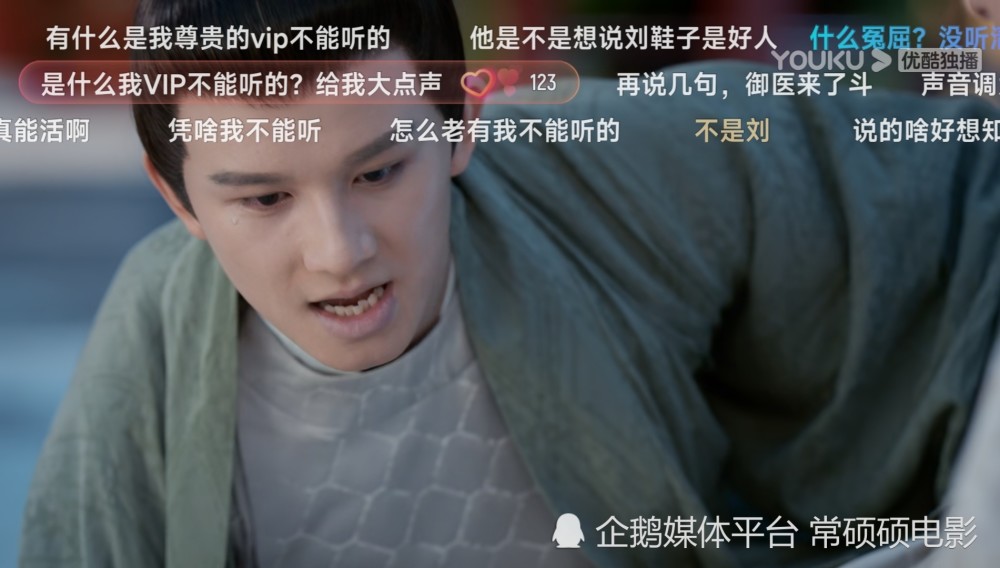 有什么是我尊贵的vip不能听的 他是不是想说刘鞋子是好人 什么冤屈？没听
YOUKU 优酷独播
是什么我VIP不能听的？给我大点声 123 再说几句，御医来了斗 声音调
真能活啊 凭啥我不能听 怎么老有我不能听的 不是刘 说的啥好想知
企鹅媒体平台 常硕硕电影